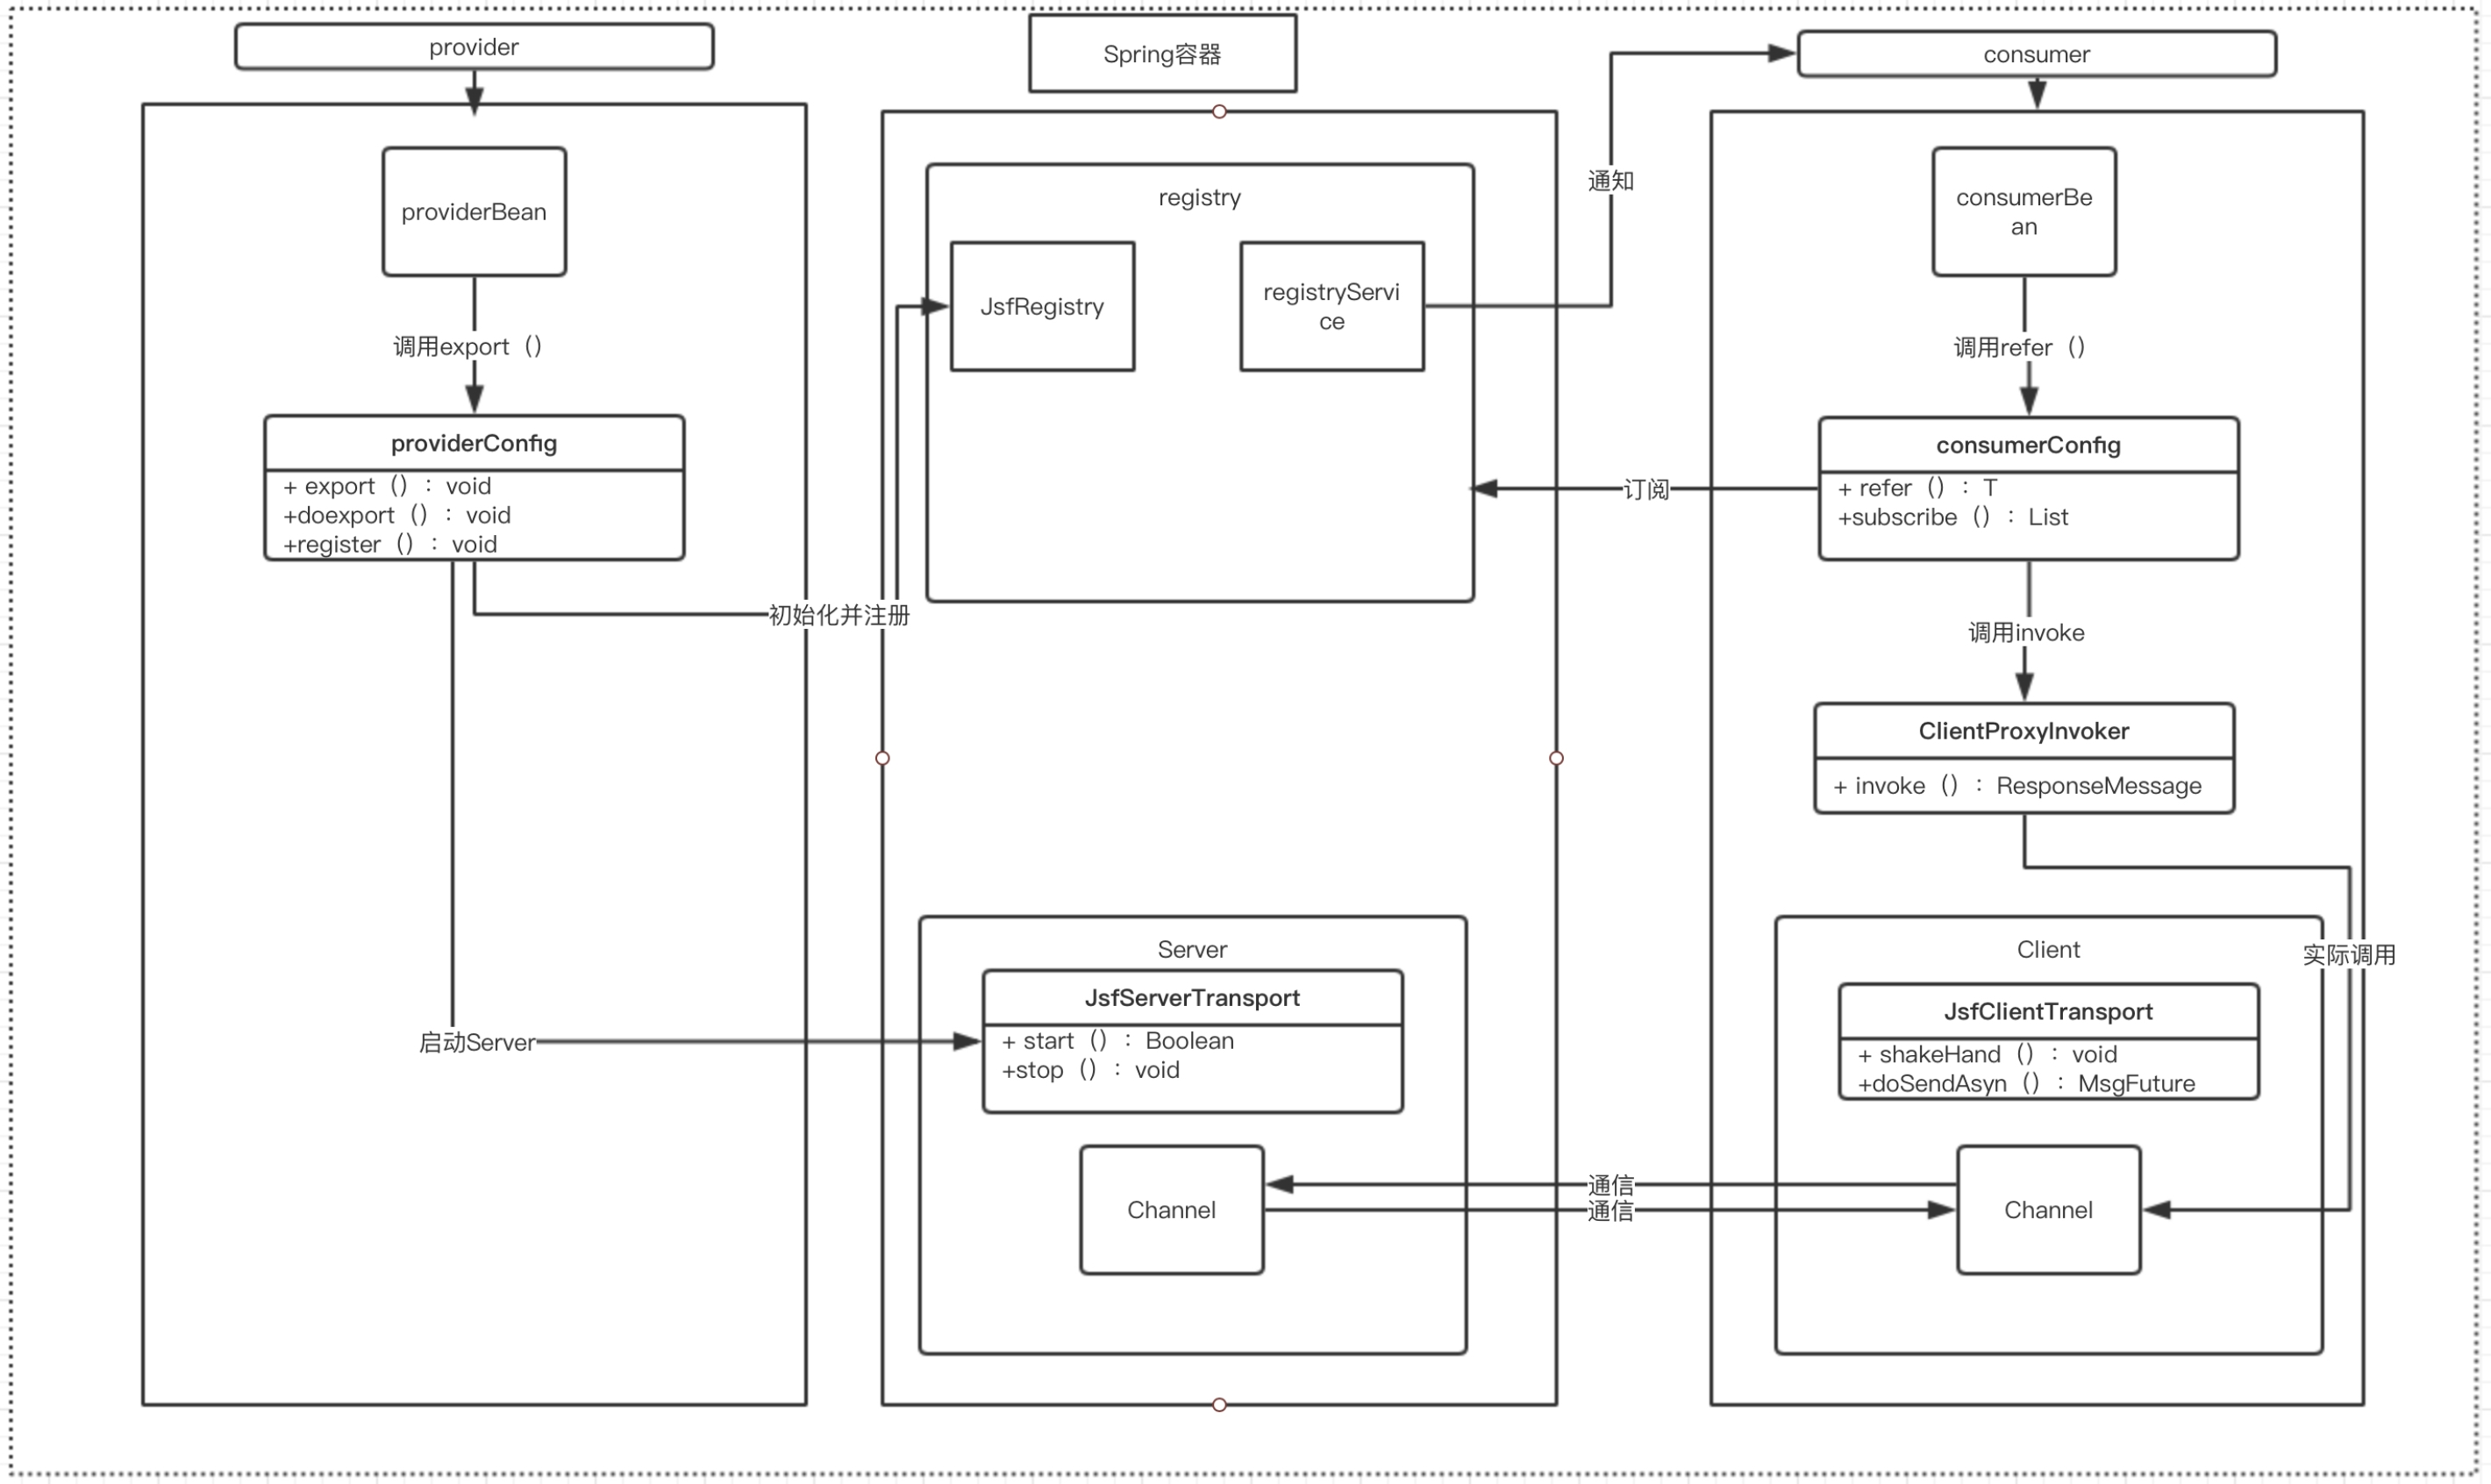 provider
providerBean
调用export（）
providerConfig
+ export（）：void
+doexport（）：void
+register（）：void
初始化并注册
启动Server
Spring容器
registry
JsfRegistry
registryServi
ce
Server
JsfServerTransport
+ start（）：Boolean
+stop（）：void
Channel
通知
订阅
通信
通信
consumer
consumerBe
an
调用refer（）
consumerConfig
+ refer（）：T
+subscribe（）：List
调用invoke
ClientProxyInvoker
+ invoke（）：ResponseMessage
实际调用
Client
JsfClientTransport
+ shakeHand（）：void
+doSendAsyn（）：MsgFuture
Channel